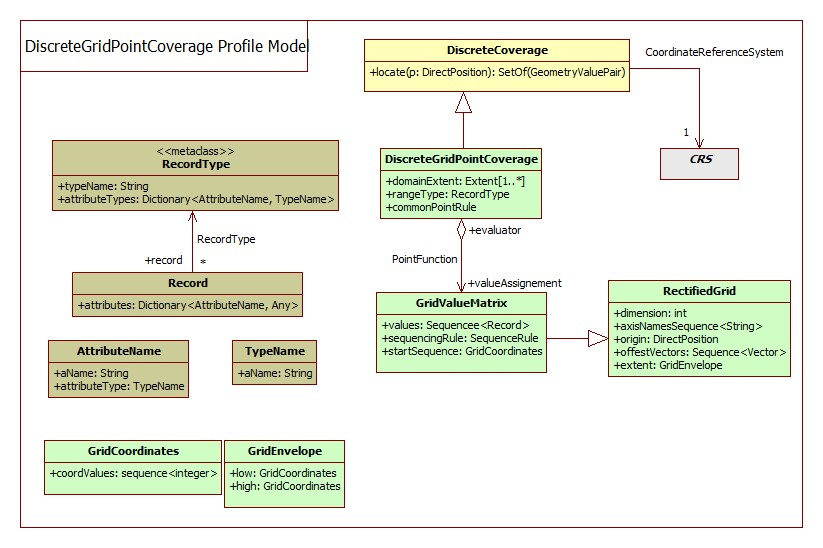 DiscreteGridPointCoverage Profile Model
DiscreteCoverage
+locate(p: DirectPosition): SetOf(GeometryValuePair)
CoordinateReferenceSystem
1
CRS
<<metaclass>>
RecordType
+typeName: String
+attributeTypes: Dictionary<AttributeName, TypeName>
DiscreteGridPointCoverage
+domainExtent: Extent[1..*]
+rangeType: RecordType
+commonPointRule
+evaluator
PointFunction
+valueAssignement
RecordType
+record
*
Record
+attributes: Dictionary<AttributeName, Any>
GridValueMatrix
+values: Sequencee<Record>
+sequencingRule: SequenceRule
+startSequence: GridCoordinates
RectifiedGrid
+dimension: int
+axisNamesSequence<String>
+origin: DirectPosition
+offestVectors: Sequence<Vector>
+extent: GridEnvelope
AttributeName
+aName: String
+attributeType: TypeName
TypeName
+aName: String
GridCoordinates
+coordValues: sequence<integer>
GridEnvelope
+low: GridCoordinates
+high: GridCoordinates